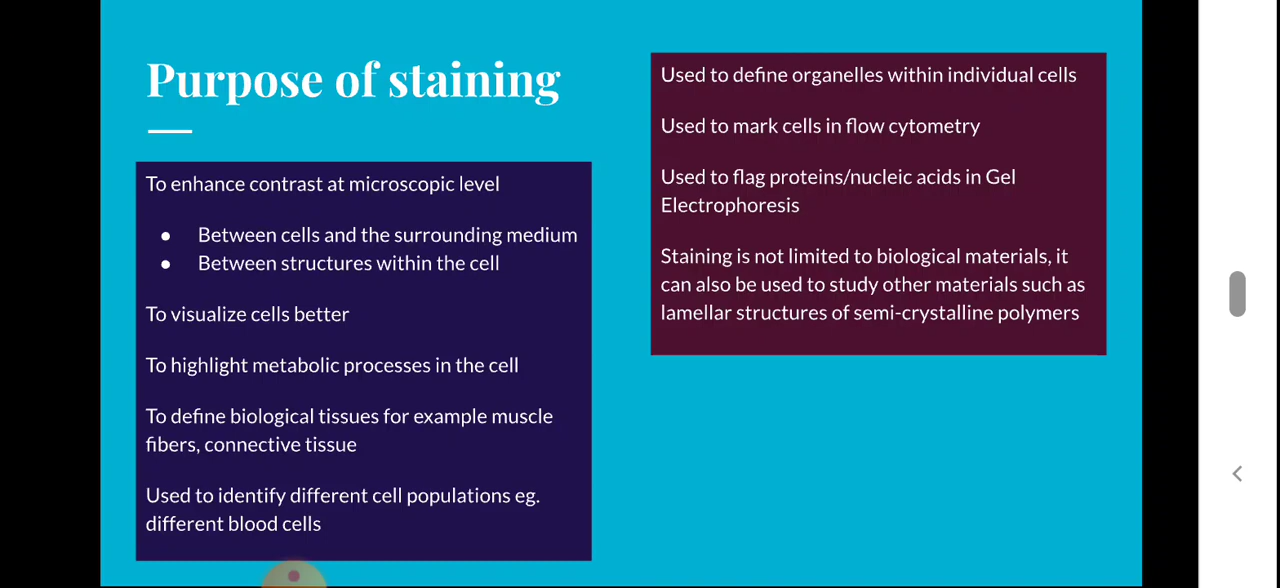 Purpose of staining
To enhance contrast at microscopic level
● Between cells and the surrounding medium
● Between structures within the cell
To visualize cells better
To highlight metabolic processes in the cell
To define biological tissues for example muscle
fibers, connective tissue
Used to identify different cell populations eg.
different blood cells
Used to define organelles within individual cells
Used to mark cells in flow cytometry
Used to flag proteins/nucleic acids in Gel
Electrophoresis
Staining is not limited to biological materials, it
can also be used to study other materials such as
lamellar structures of semi-crystalline polymers